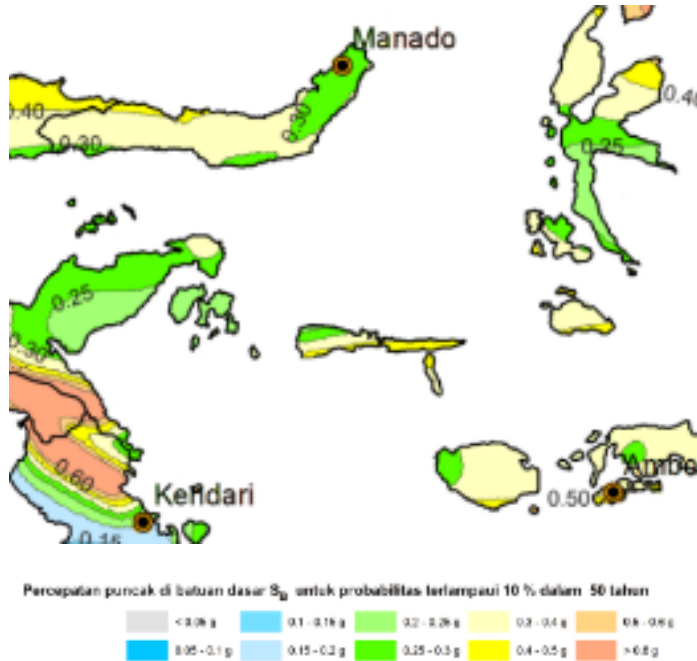 Manado
0.40
0.40
0.30
0.30
0.25
0.25
0.30
0.60
Kendari
0.50
0.15
Percepatan puncak di batuan dasar SB untuk probabilitas terlampaui 10 % dalam 50 tahun
< 0.05 g 0.1 - 0.15 g 0.2 - 0.25 g 0.3 - 0.4 g 0.5 - 0.6 g
0.05 - 0.1 g 0.15 - 0.2 g 0.25 - 0.3 g 0.4 - 0.5 g > 0.6 g